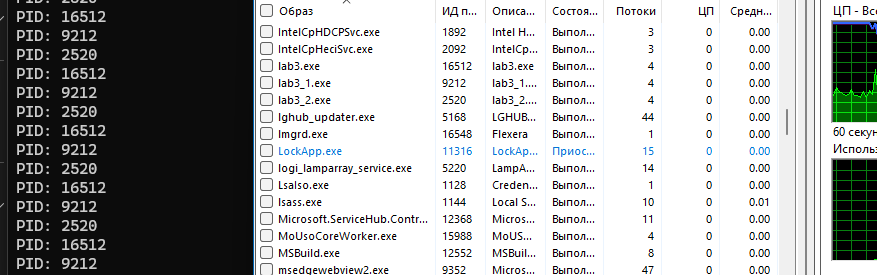 PID: 16512
PID: 9212
PID: 2520
PID: 16512
PID: 9212
PID: 2520
PID: 16512
PID: 9212
PID: 2520
PID: 16512
PID: 9212
PID: 2520
PID: 16512
PID: 9212
Образ ИД п... Описа... Состоя... Потоки ЦП Средн...
IntelCpHDCPSvc.exe 1892 Intel H... Выпол... 3 0 0.00
IntelCpHeciSvc.exe 2092 IntelCp... Выпол... 3 0 0.00
lab3.exe 16512 lab3.exe Выпол... 4 0 0.00
lab3_1.exe 9212 lab3_1.... Выпол... 4 0 0.00
lab3_2.exe 2520 lab3_2.... Выпол... 4 0 0.00
lghub_updater.exe 5168 LGHUB... Выпол... 44 0 0.00
lmgrd.exe 16548 Flexera Выпол... 1 0 0.00
LockApp.exe 11316 LockAp... Приос... 15 0 0.00
logi_lamparray_service.exe 5220 LampA... Выпол... 14 0 0.00
LsaIso.exe 1128 Creden... Выпол... 1 0 0.00
lsass.exe 1144 Local S... Выпол... 10 0 0.01
Microsoft.ServiceHub.Contr... 12368 Micros... Выпол... 11 0 0.00
MoUsoCoreWorker.exe 15988 MoUS... Выпол... 4 0 0.00
MSBuild.exe 12552 MSBuil... Выпол... 8 0 0.00
msedgewebview2.exe 9352 Micros... Выпол... 47 0 0.00
ЦП - Все
60 секун
Использ